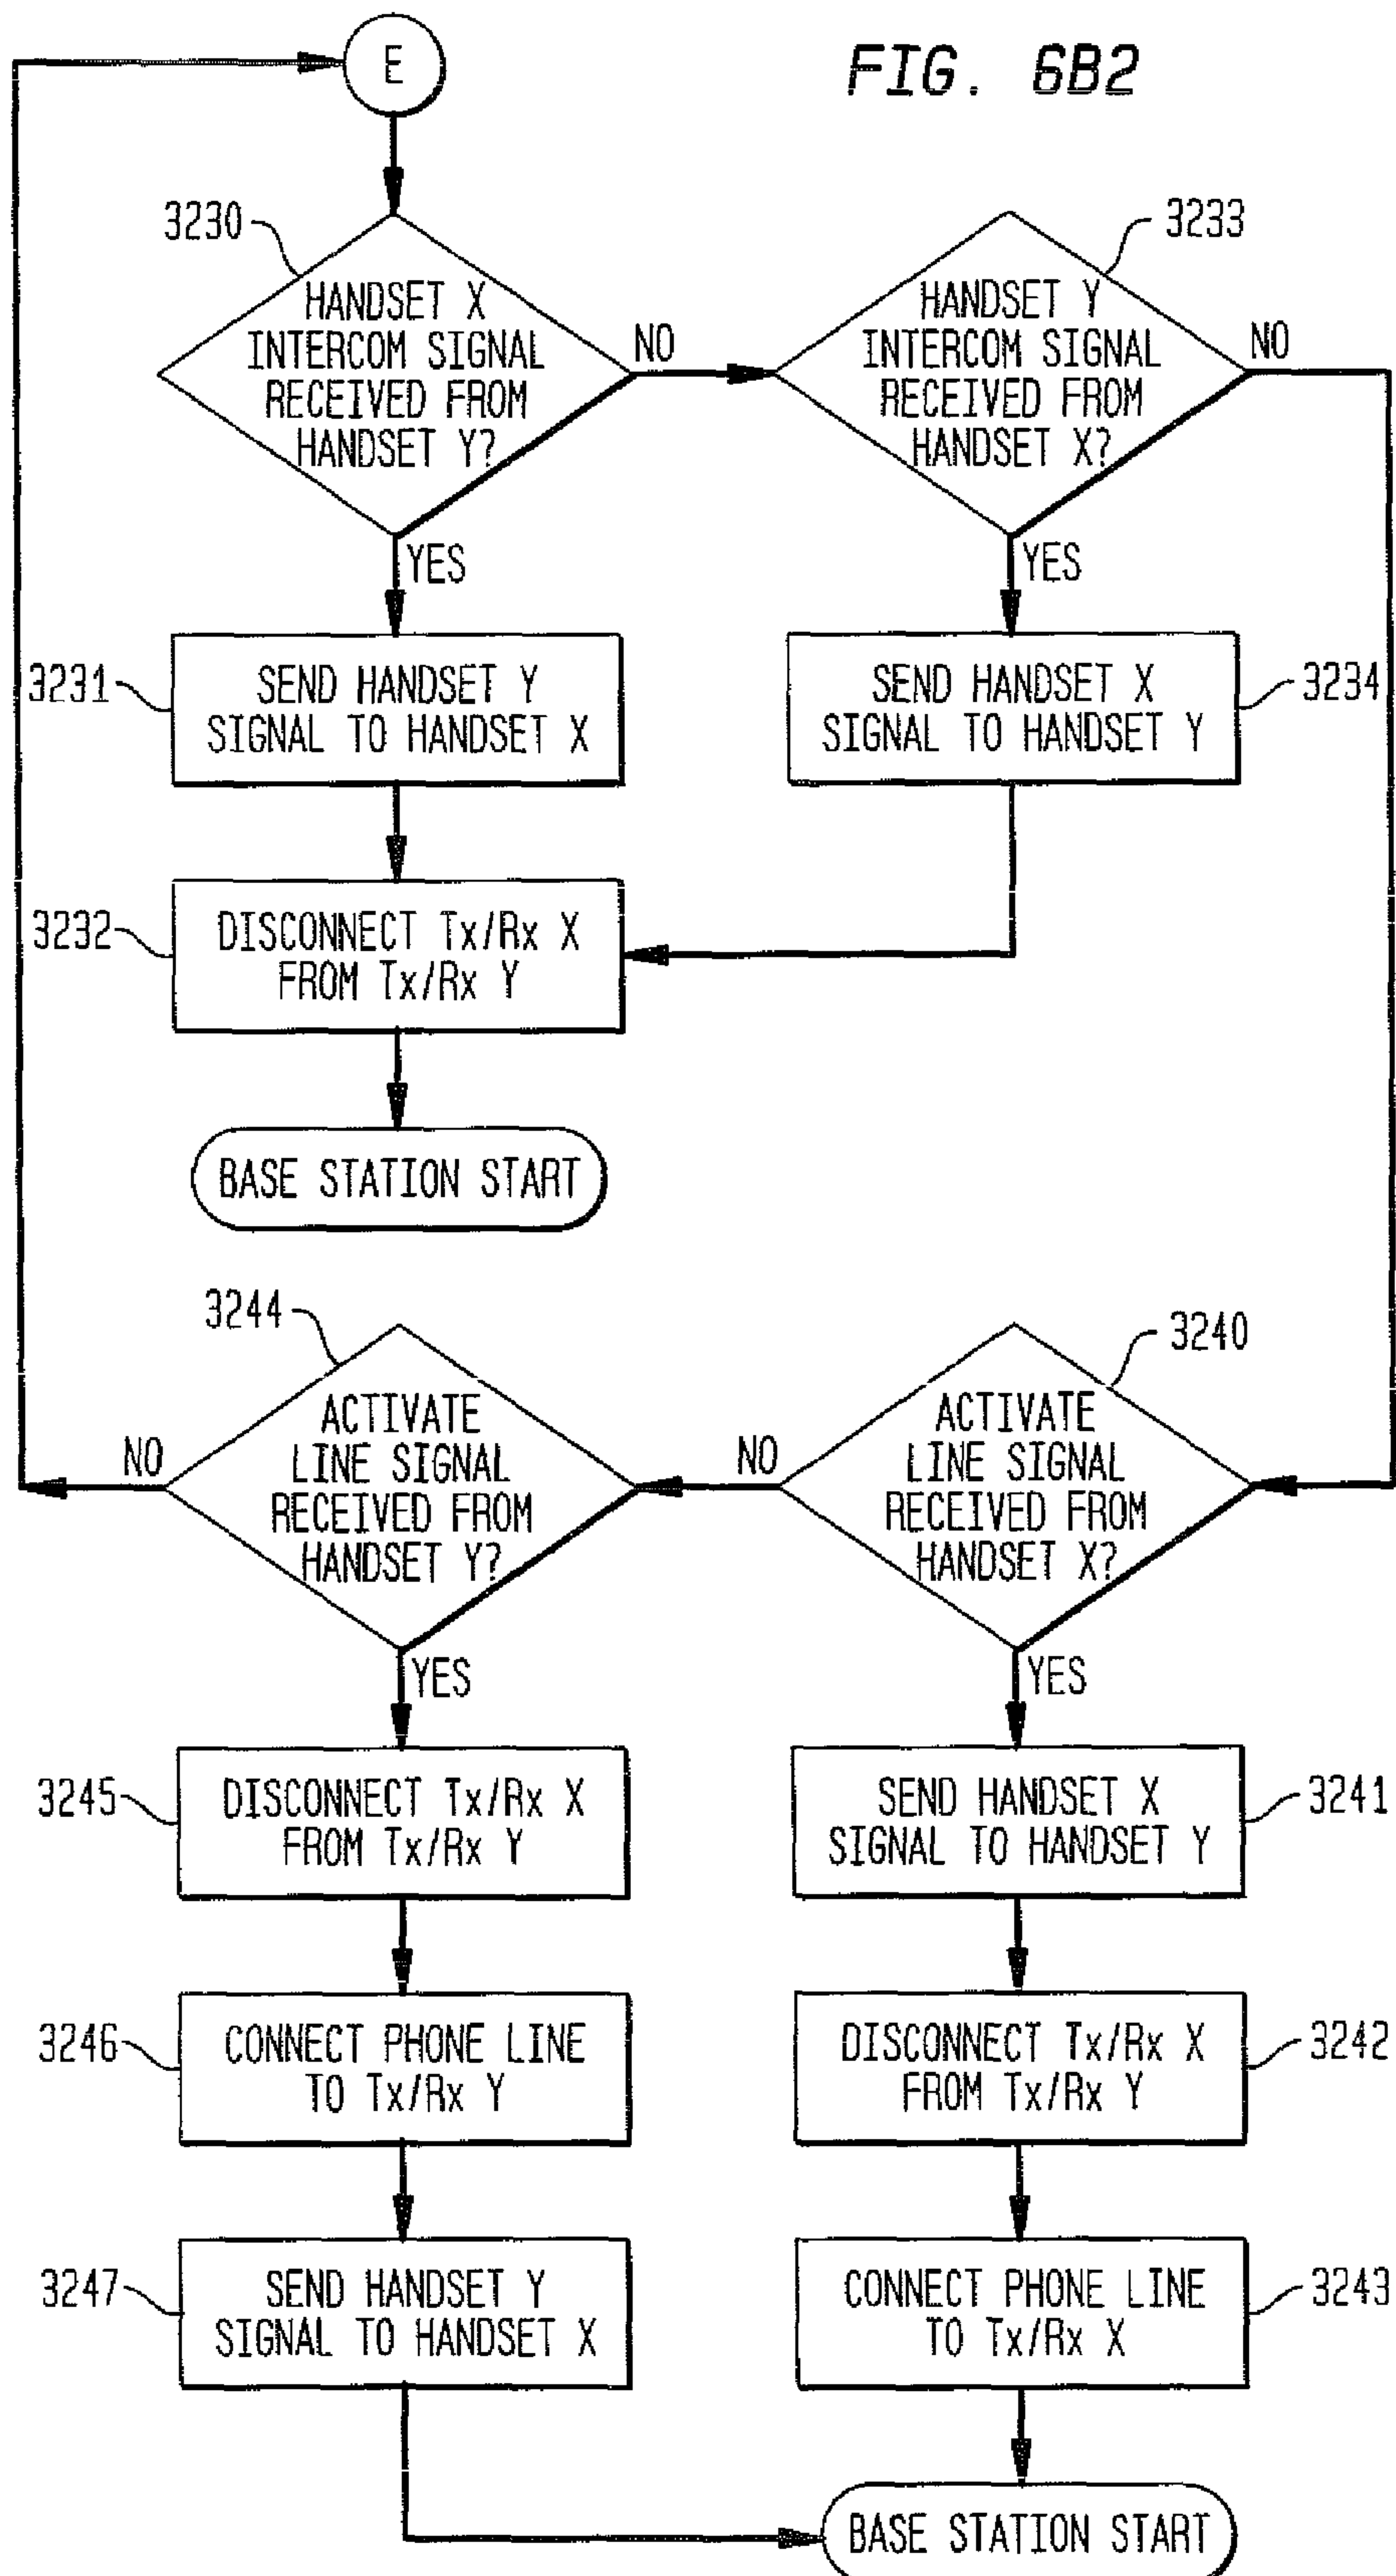 E
FIG. 6B2
3230
HANDSET X
INTERCOM SIGNAL
RECEIVED FROM
HANDSET Y?
NO
YES
3233
HANDSET Y
INTERCOM SIGNAL
RECEIVED FROM
HANDSET X?
NO
YES
3231
SEND HANDSET Y
SIGNAL TO HANDSET X
SEND HANDSET X
SIGNAL TO HANDSET Y
3234
3232
DISCONNECT Tx/Rx X
FROM Tx/Rx Y
BASE STATION START
3244
ACTIVATE
LINE SIGNAL
RECEIVED FROM
HANDSET Y?
NO
YES
3240
ACTIVATE
LINE SIGNAL
RECEIVED FROM
HANDSET X?
NO
YES
3245
DISCONNECT Tx/Rx X
FROM Tx/Rx Y
SEND HANDSET X
SIGNAL TO HANDSET Y
3241
3246
CONNECT PHONE LINE
TO Tx/Rx Y
DISCONNECT Tx/Rx X
FROM Tx/Rx Y
3242
3247
SEND HANDSET Y
SIGNAL TO HANDSET X
CONNECT PHONE LINE
TO Tx/Rx X
3243
BASE STATION START